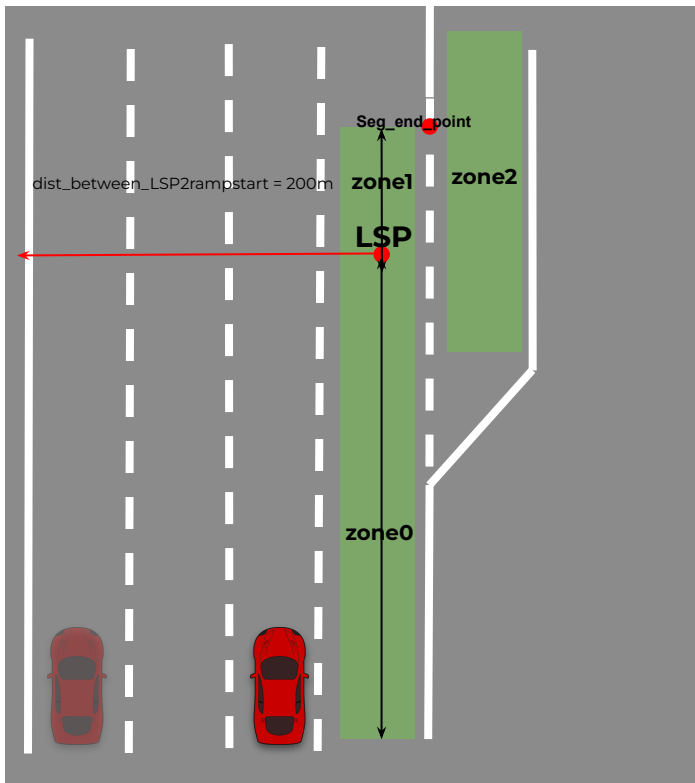 Seg_end_point
dist_between_LSP2rampstart = 200m
zone1
zone2
LSP
zone0